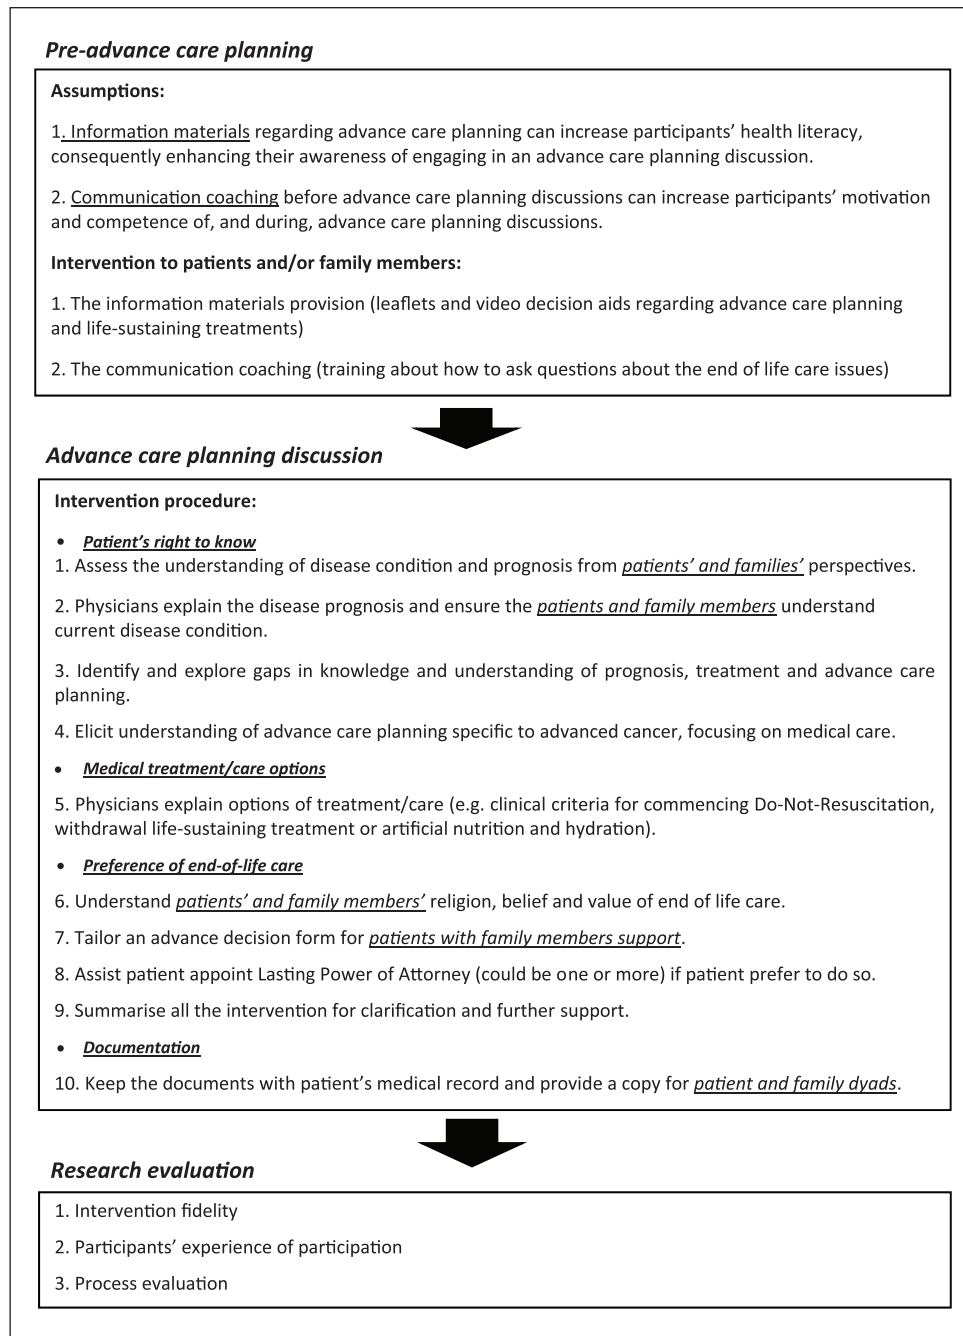 Pre-advance care planning
Assumptions:
1. Information materials regarding advance care planning can increase participants’ health literacy,
consequently enhancing their awareness of engaging in an advance care planning discussion.
2. Communication coaching before advance care planning discussions can increase participants’ motivation
and competence of, and during, advance care planning discussions.
Intervention to patients and/or family members:
1. The information materials provision (leaflets and video decision aids regarding advance care planning
and life-sustaining treatments)
2. The communication coaching (training about how to ask questions about the end of life care issues)
Advance care planning discussion
Intervention procedure:
• Patient’s right to know
1. Assess the understanding of disease condition and prognosis from patients’ and families’ perspectives.
2. Physicians explain the disease prognosis and ensure the patients and family members understand
current disease condition.
3. Identify and explore gaps in knowledge and understanding of prognosis, treatment and advance care
planning.
4. Elicit understanding of advance care planning specific to advanced cancer, focusing on medical care.
• Medical treatment/care options
5. Physicians explain options of treatment/care (e.g. clinical criteria for commencing Do-Not-Resuscitation,
withdrawal life-sustaining treatment or artificial nutrition and hydration).
• Preference of end-of-life care
6. Understand patients’ and family members’ religion, belief and value of end of life care.
7. Tailor an advance decision form for patients with family members support.
8. Assist patient appoint Lasting Power of Attorney (could be one or more) if patient prefer to do so.
9. Summarise all the intervention for clarification and further support.
• Documentation
10. Keep the documents with patient’s medical record and provide a copy for patient and family dyads.
Research evaluation
1. Intervention fidelity
2. Participants’ experience of participation
3. Process evaluation